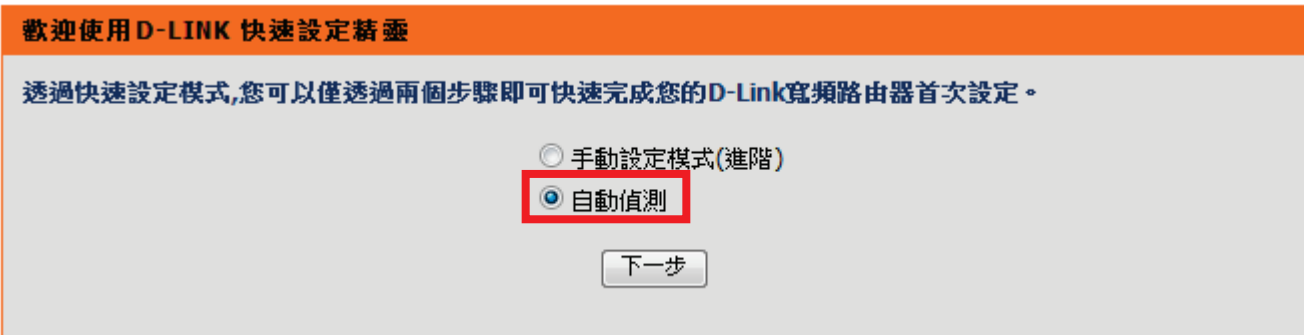 歡迎使用D-LINK 快速設定精靈
透過快速設定模式,您可以僅透過兩個步驟即可快速完成您的D-Link寬頻路由器首次設定。
手動設定模式(進階)
自動偵測
下一步